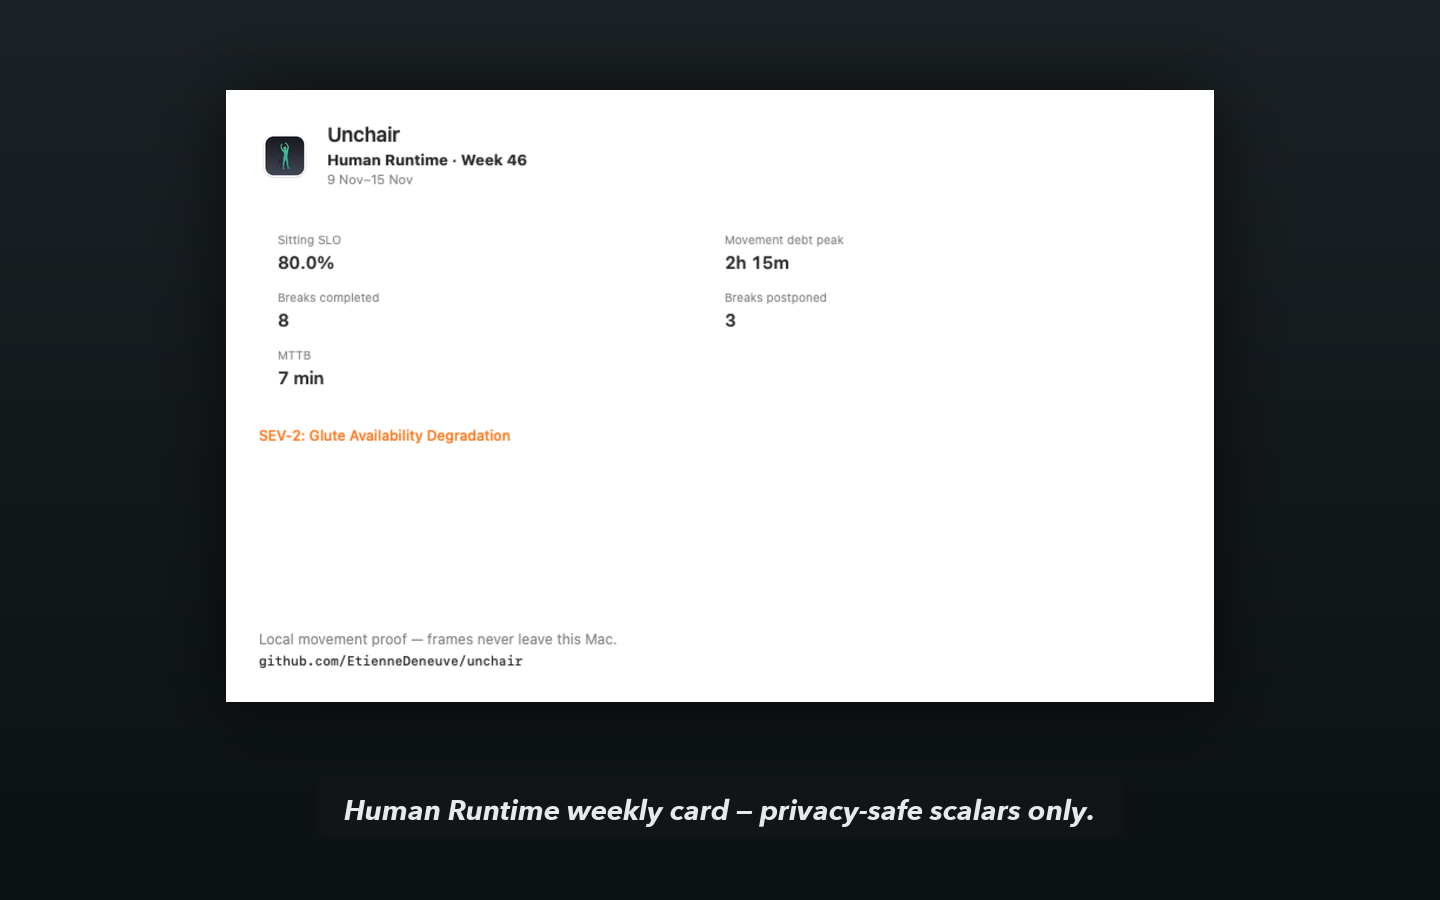 Unchair
Human Runtime · Week 46
9 Nov–15 Nov
Sitting SLO
80.0%
Movement debt peak
2h 15m
Breaks completed
8
Breaks postponed
3
MTTB
7 min
SEV-2: Glute Availability Degradation
Local movement proof — frames never leave this Mac.
github.com/EtienneDeneuve/unchair
Human Runtime weekly card – privacy-safe scalars only.